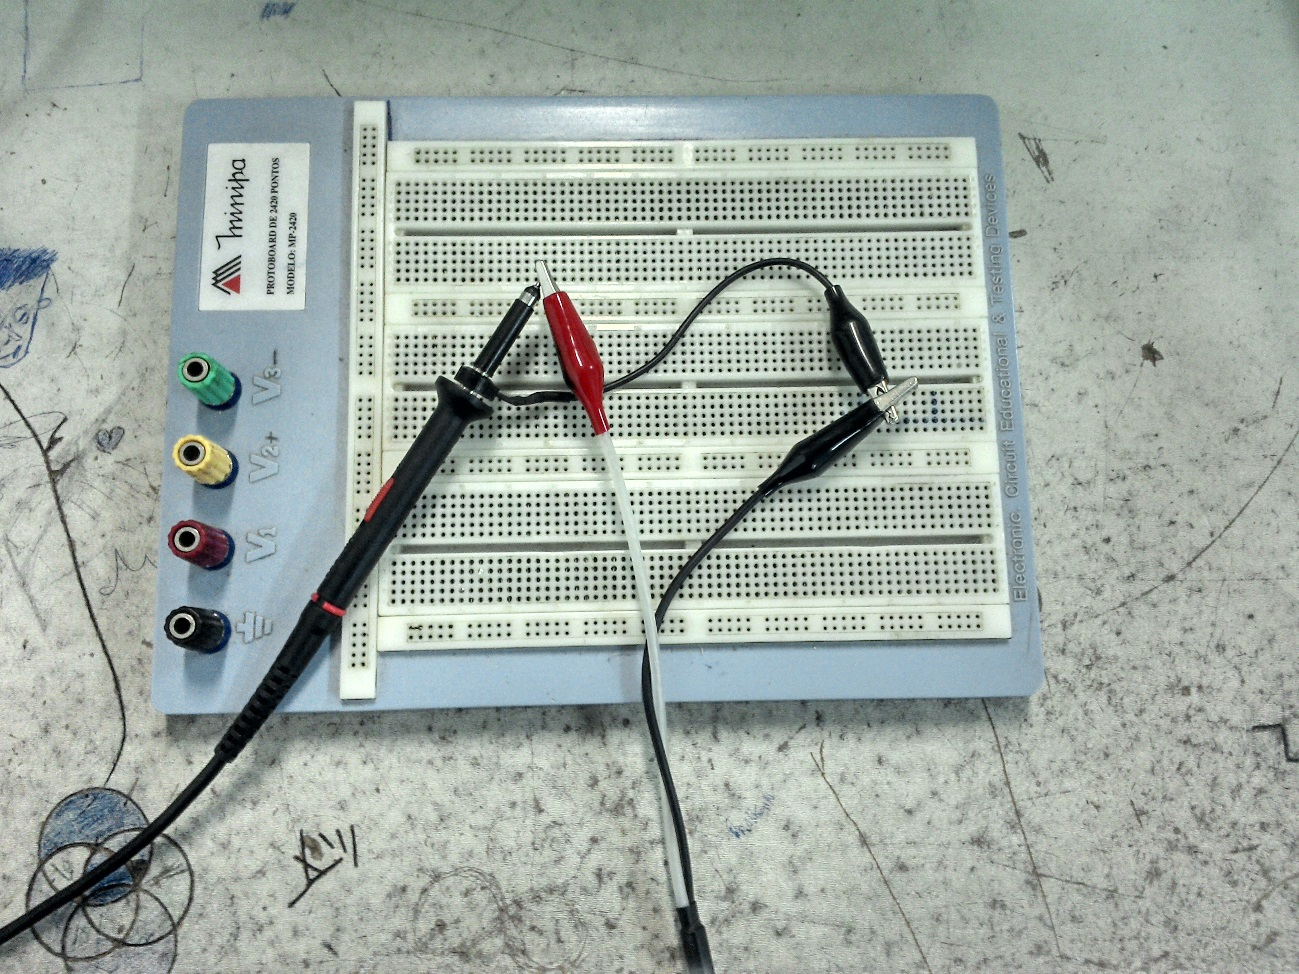 minipa
PROTOBOARD DE 2420 PONTOS
MODELO: MP-2420
V3-
V2+
V1
Electronic Circuit Educational & Testing Devices